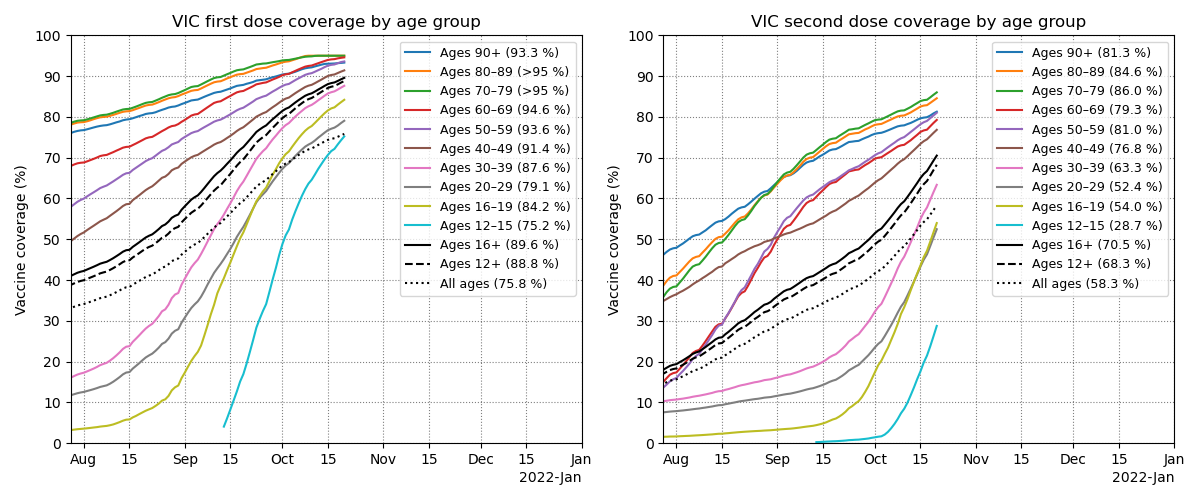 VIC first dose coverage by age group
Vaccine coverage (%)
100
90
80
70
60
50
40
30
20
10
0
Ages 90+ (93.3 %)
Ages 80–89 (>95 %)
Ages 70–79 (>95 %)
Ages 60–69 (94.6 %)
Ages 50–59 (93.6 %)
Ages 40–49 (91.4 %)
Ages 30–39 (87.6 %)
Ages 20–29 (79.1 %)
Ages 16–19 (84.2 %)
Ages 12–15 (75.2 %)
Ages 16+ (89.6 %)
Ages 12+ (88.8 %)
All ages (75.8 %)
Aug 15 Sep 15 Oct 15 Nov 15 Dec 15 Jan
2022-Jan
VIC second dose coverage by age group
Vaccine coverage (%)
100
90
80
70
60
50
40
30
20
10
0
Ages 90+ (81.3 %)
Ages 80–89 (84.6 %)
Ages 70–79 (86.0 %)
Ages 60–69 (79.3 %)
Ages 50–59 (81.0 %)
Ages 40–49 (76.8 %)
Ages 30–39 (63.3 %)
Ages 20–29 (52.4 %)
Ages 16–19 (54.0 %)
Ages 12–15 (28.7 %)
Ages 16+ (70.5 %)
Ages 12+ (68.3 %)
All ages (58.3 %)
Aug 15 Sep 15 Oct 15 Nov 15 Dec 15 Jan
2022-Jan